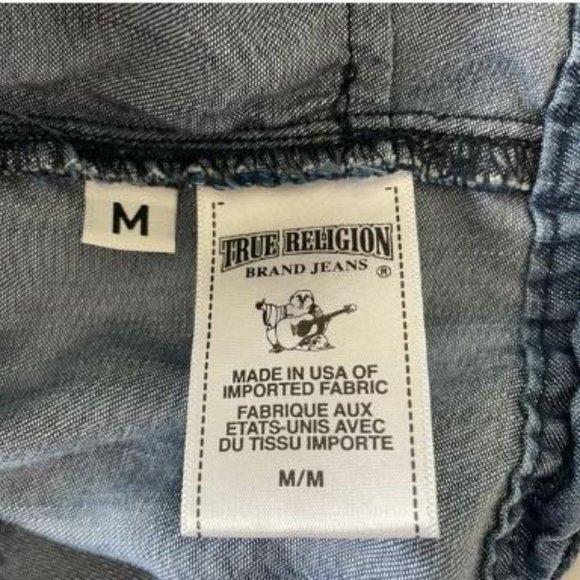 M
TRUE RELIGION
BRAND JEANS ®
MADE IN USA OF
IMPORTED FABRIC
FABRIQUE AUX
ETATS-UNIS AVEC
DU TISSU IMPORTE
M/M